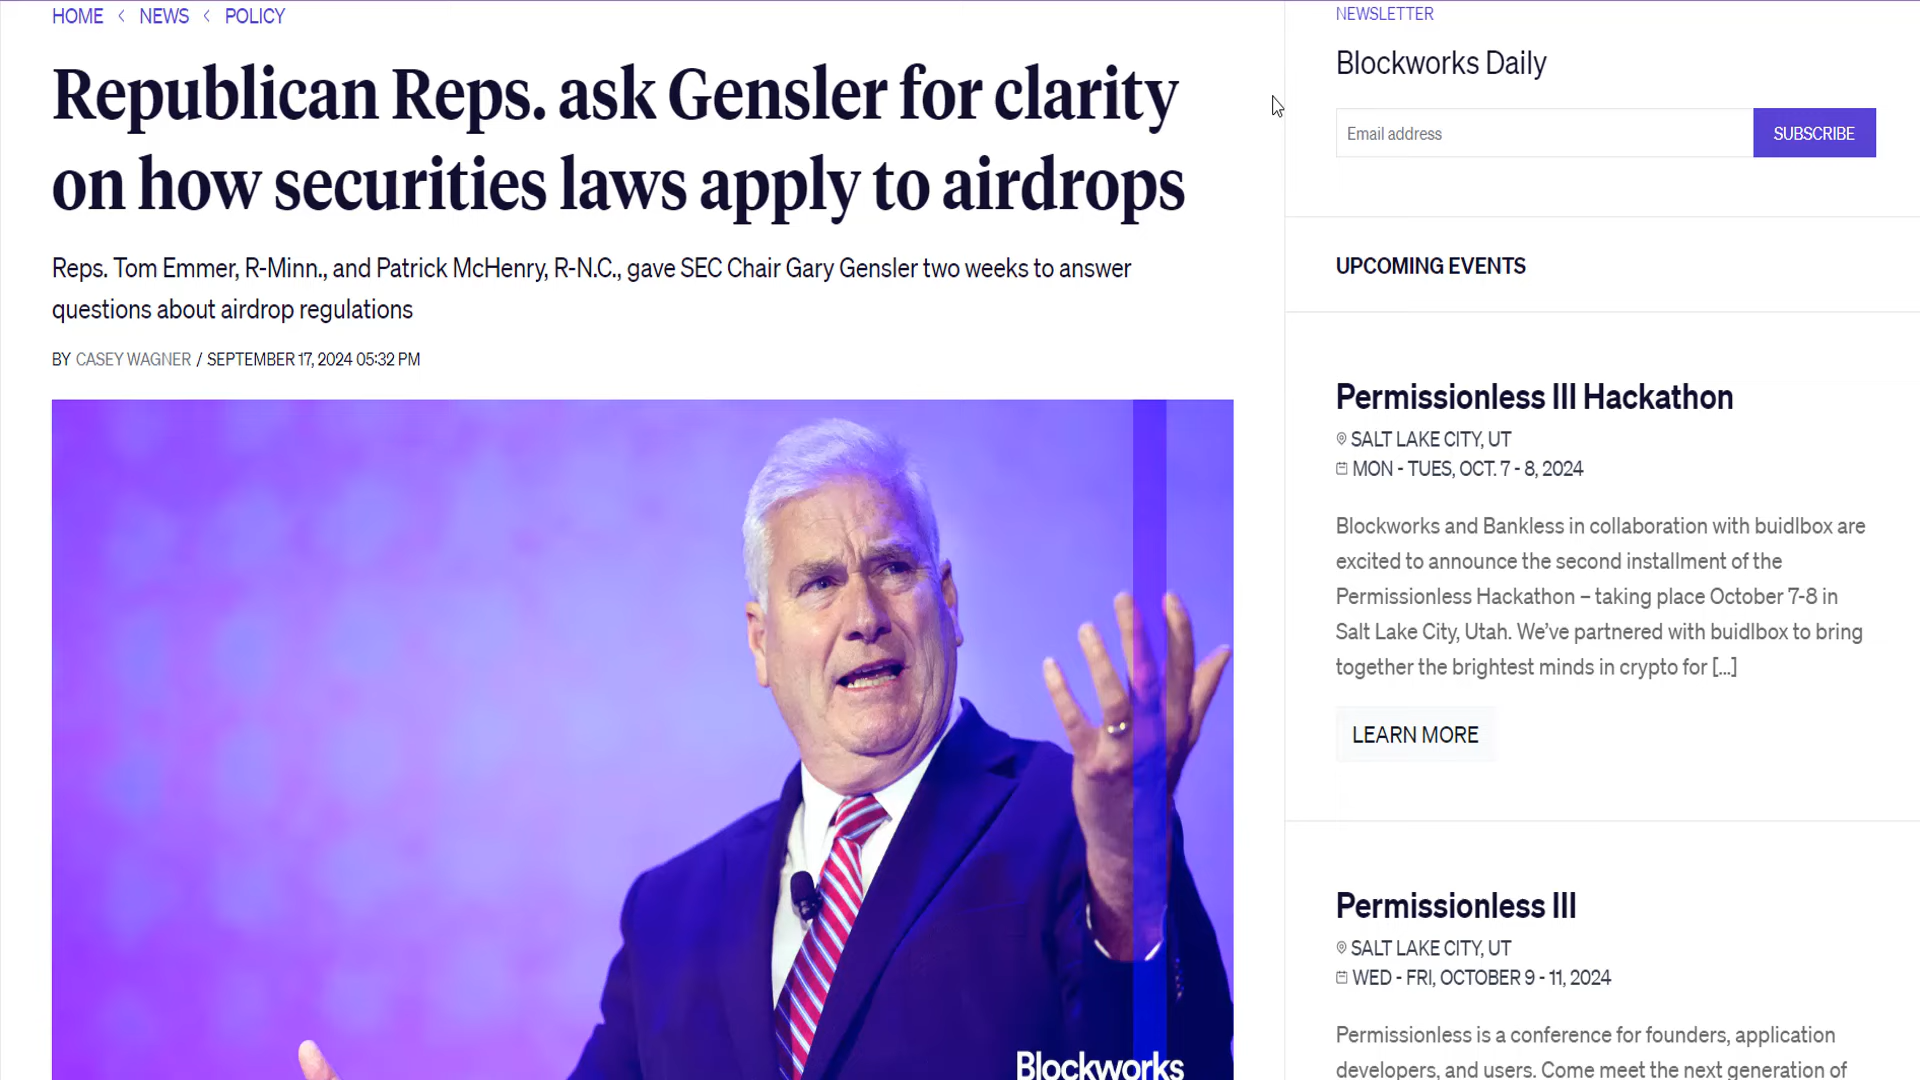 HOME < NEWS < POLICY
Republican Reps. ask Gensler for clarity
on how securities laws apply to airdrops
Reps. Tom Emmer, R-Minn., and Patrick McHenry, R-N.C., gave SEC Chair Gary Gensler two weeks to answer
questions about airdrop regulations
BY CASEY WAGNER / SEPTEMBER 17, 2024 05:32 PM
Blockworks
NEWSLETTER
Blockworks Daily
Email address
SUBSCRIBE
UPCOMING EVENTS
Permissionless III Hackathon
SALT LAKE CITY, UT
MON - TUES, OCT. 7 - 8, 2024
Blockworks and Bankless in collaboration with buidlbox are
excited to announce the second installment of the
Permissionless Hackathon – taking place October 7-8 in
Salt Lake City, Utah. We’ve partnered with buidlbox to bring
together the brightest minds in crypto for [...]
LEARN MORE
Permissionless III
SALT LAKE CITY, UT
WED - FRI, OCTOBER 9 - 11, 2024
Permissionless is a conference for founders, application
developers, and users. Come meet the next generation of